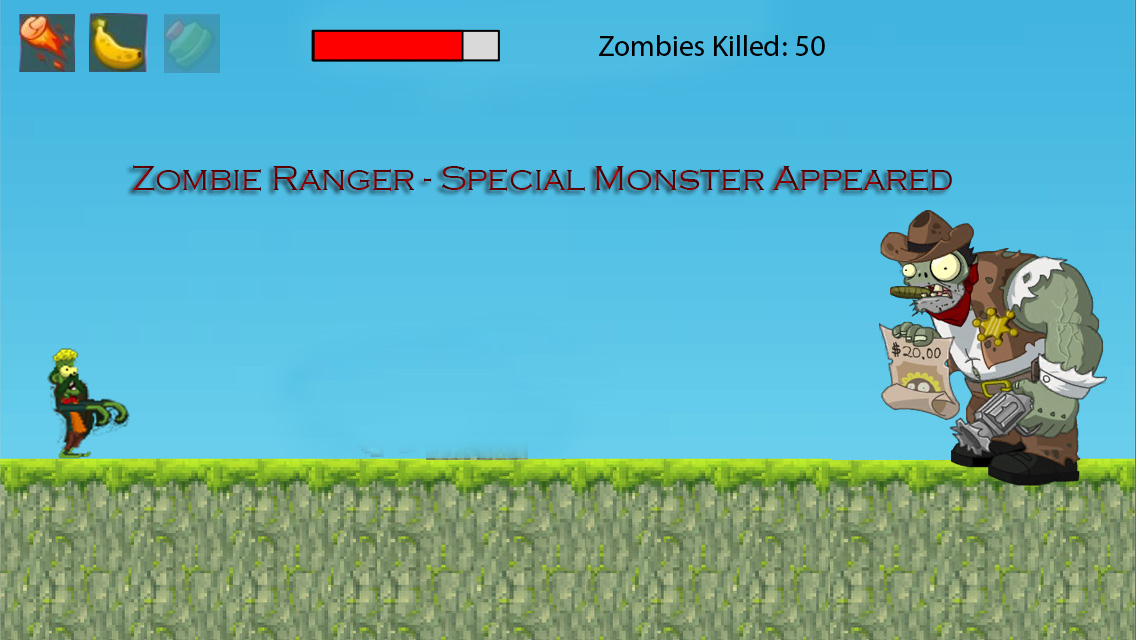 Zombies Killed: 50
Zombie Ranger - Special Monster Appeared
$20.00